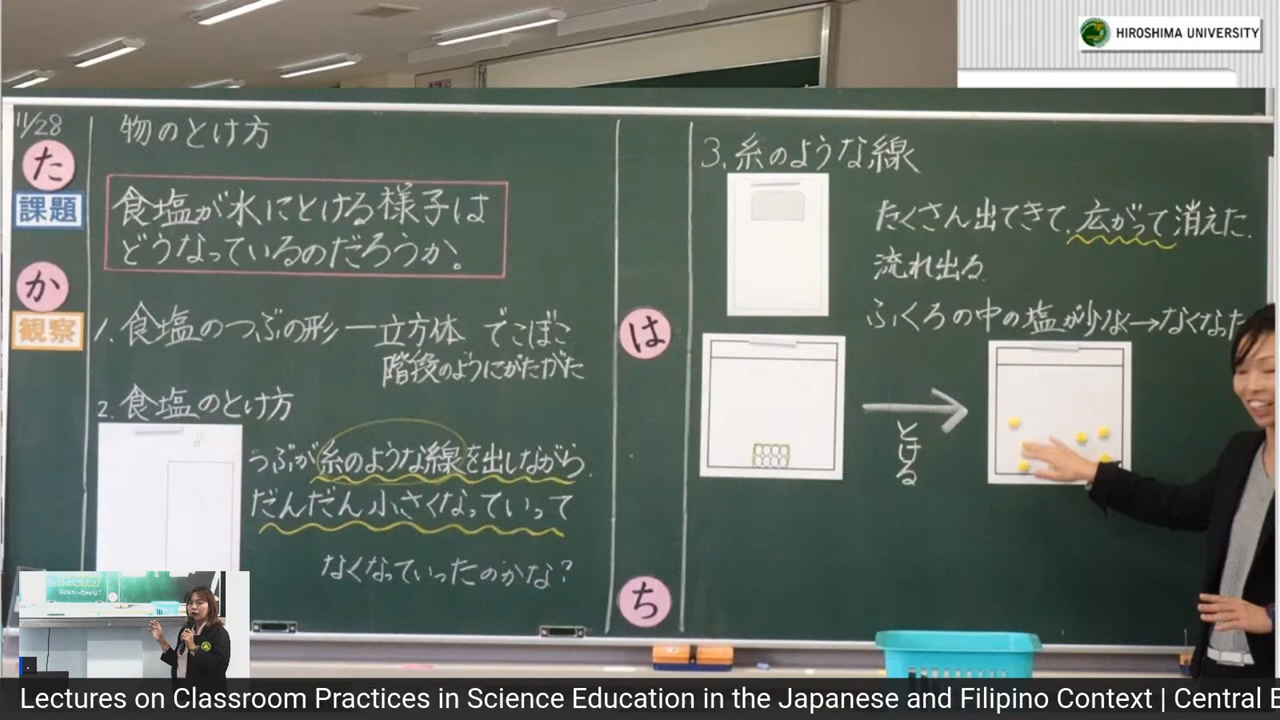 HIROSHIMA UNIVERSITY
11/28
物のとけ方
た
課題
食塩が水にとける様子は
どうなっているのだろうか。
か
観察
1. 食塩のつぶの形 ー 立方体 でこぼこ
階段のようにがたがた
2. 食塩のとけ方
つぶが糸のような線を出しながら、
だんだん小さくなっていって
なくなっていったのかな?
は
ち
3. 糸のような線
たくさん出てきて、広がって消えた。
流れ出る
ふくろの中の塩が少なく→なくなった
とける
Lectures on Classroom Practices in Science Education in the Japanese and Filipino Context | Central